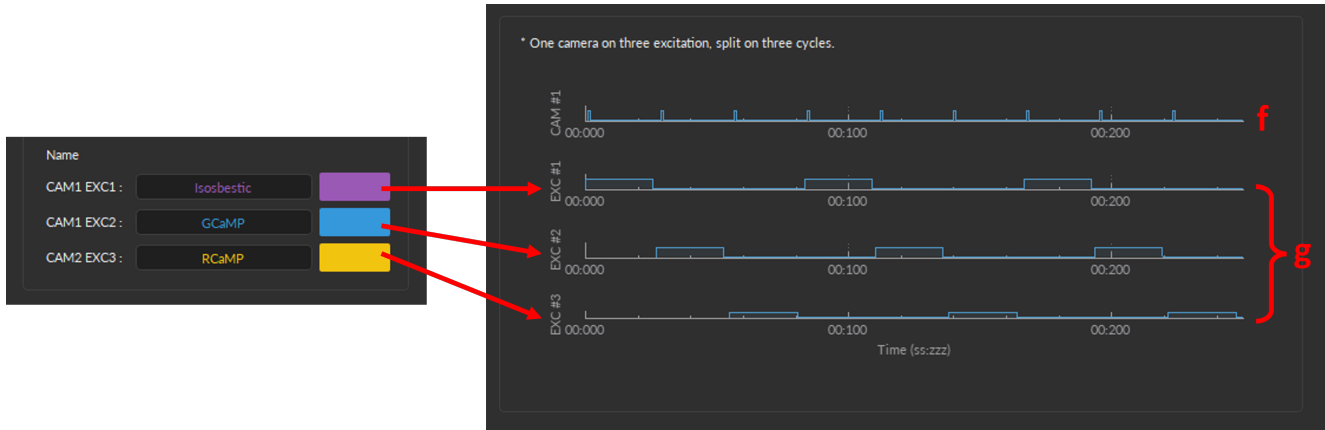 Name
CAM1 EXC1 : Isosbestic
CAM1 EXC2 : GCaMP
CAM2 EXC3 : RCaMP
* One camera on three excitation, split on three cycles.
CAM #1
00:000 00:100 00:200
f
EXC #1
00:000 00:100 00:200
EXC #2
00:000 00:100 00:200
g
EXC #3
00:000 00:100 00:200
Time (ss:zzz)